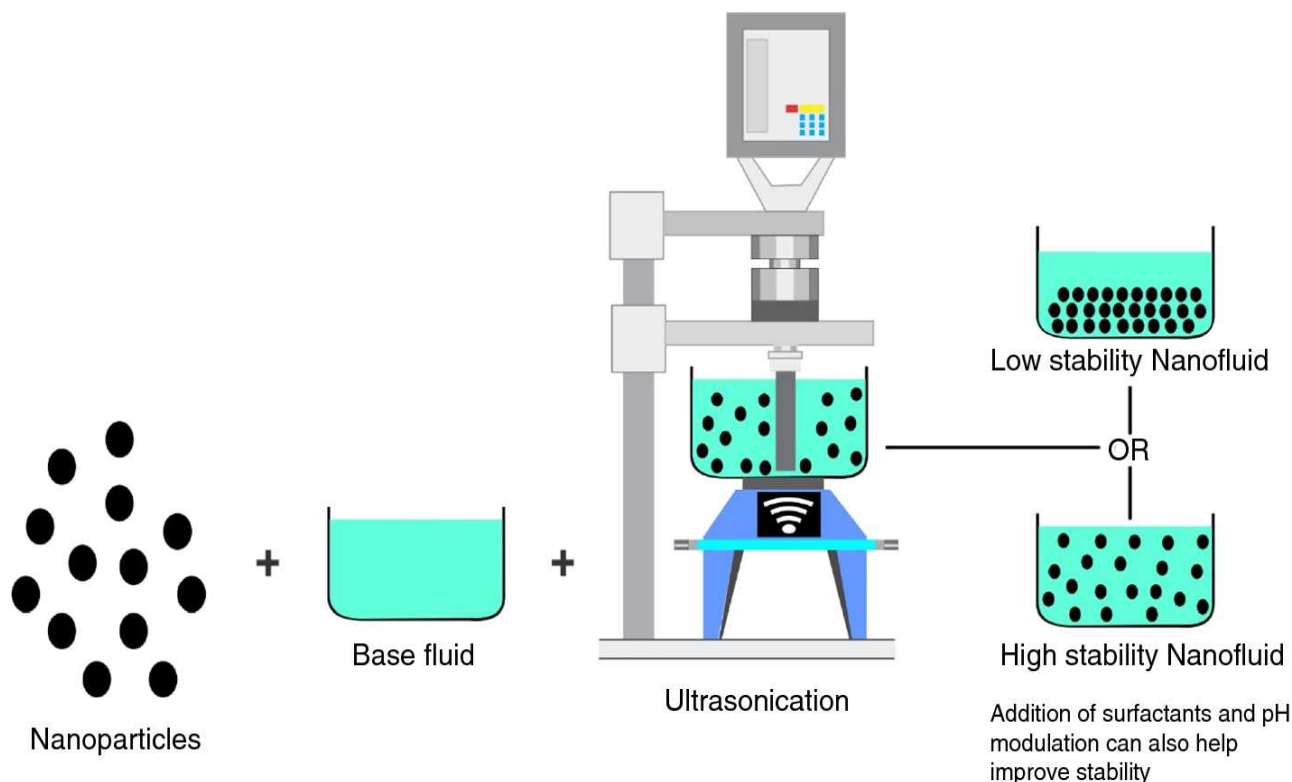 Nanoparticles
+
Base fluid
+
Ultrasonication
Low stability Nanofluid
OR
High stability Nanofluid
Addition of surfactants and pH
modulation can also help
improve stability